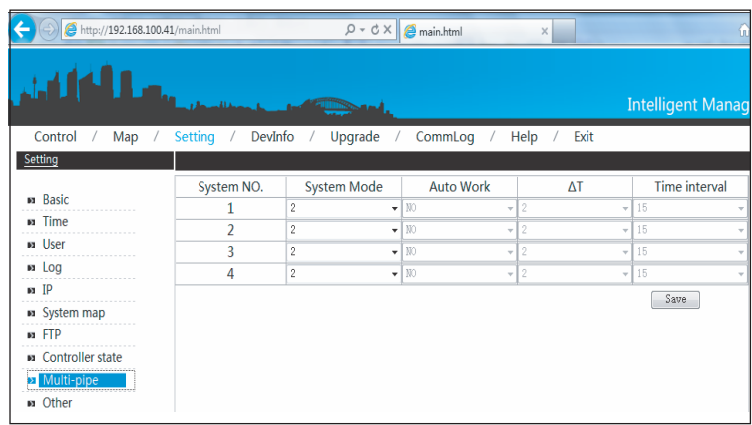 http://192.168.100.41/main.html
main.html
Intelligent Manag
Control / Map / Setting / DevInfo / Upgrade / CommLog / Help / Exit
Setting
Basic
Time
User
Log
IP
System map
FTP
Controller state
Multi-pipe
Other
System NO. System Mode Auto Work ΔT Time interval
1 2 NO 2 15
2 2 NO 2 15
3 2 NO 2 15
4 2 NO 2 15
Save